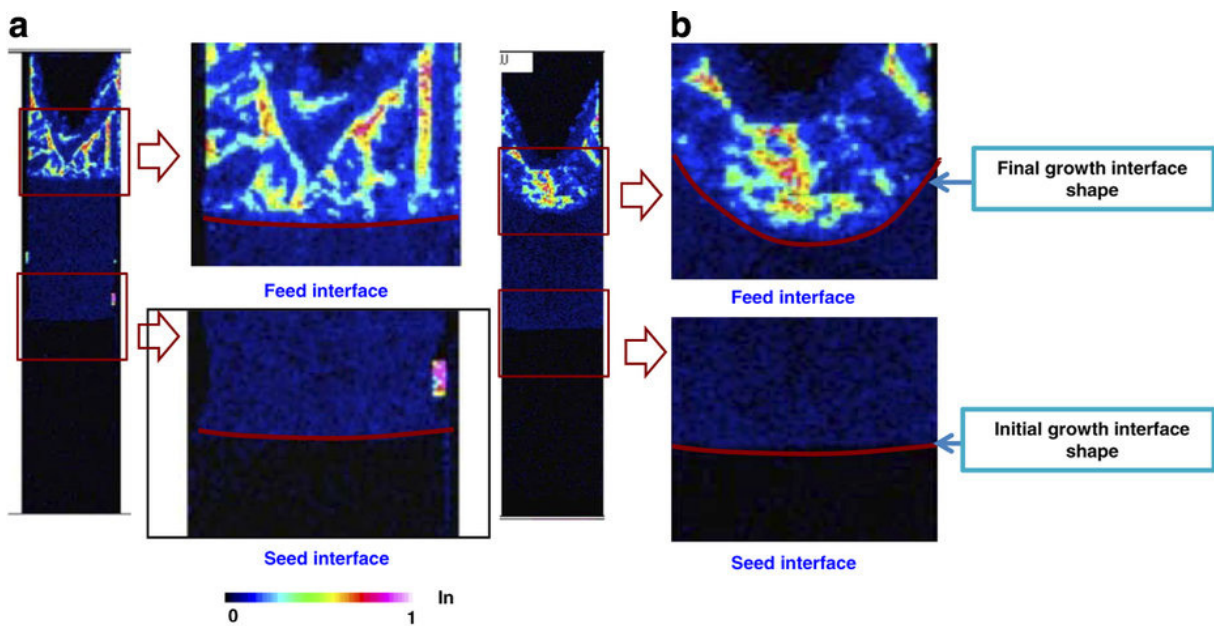 a
b
Final growth interface
shape
Feed interface
Feed interface
Initial growth interface
shape
Seed interface
Seed interface
In
0
1